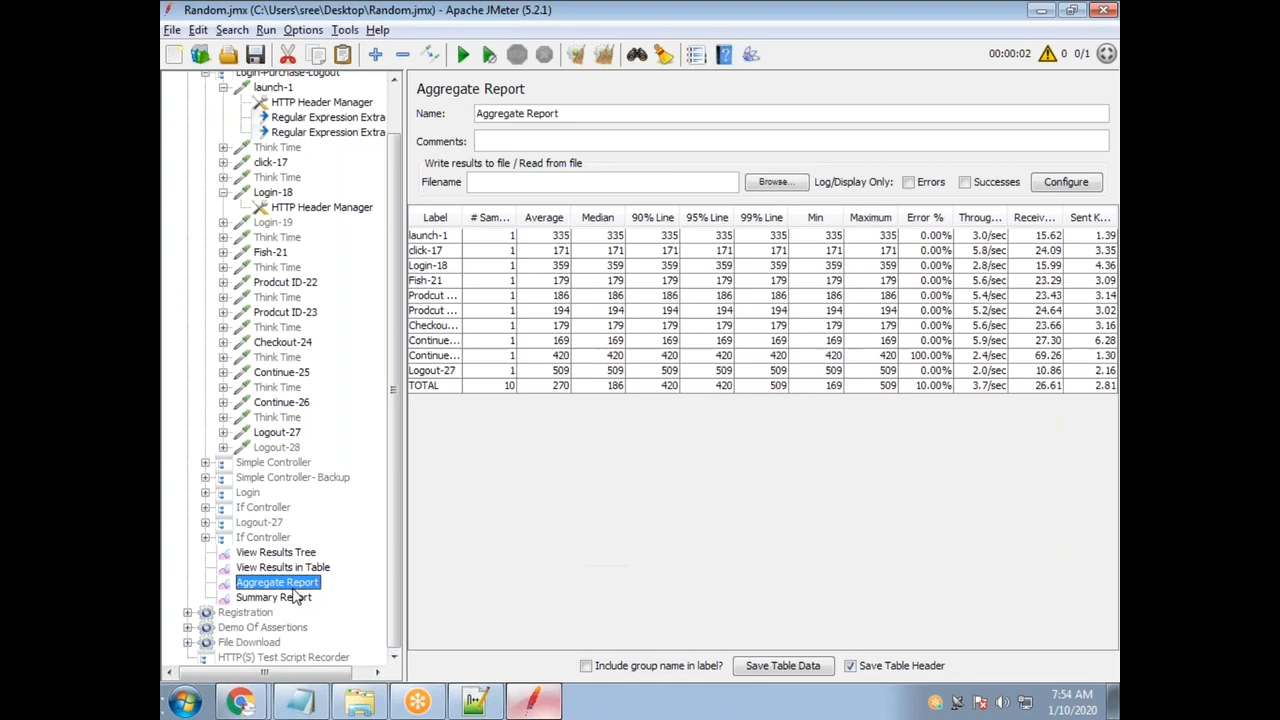 Random.jmx (C:\Users\sree\Desktop\Random.jmx) - Apache JMeter (5.2.1)
File Edit Search Run Options Tools Help
00:00:02 0 0/1
Login-Purchase-Logout
launch-1
HTTP Header Manager
Regular Expression Extra
Regular Expression Extra
Think Time
click-17
Think Time
Login-18
HTTP Header Manager
Login-19
Think Time
Fish-21
Think Time
Prodcut ID-22
Think Time
Prodcut ID-23
Think Time
Checkout-24
Think Time
Continue-25
Think Time
Continue-26
Think Time
Logout-27
Logout-28
Simple Controller
Simple Controller- Backup
Login
If Controller
Logout-27
If Controller
View Results Tree
View Results in Table
Aggregate Report
Summary Report
Registration
Demo Of Assertions
File Download
HTTP(S) Test Script Recorder
Aggregate Report
Name: Aggregate Report
Comments:
Write results to file / Read from file
Filename Browse... Log/Display Only: Errors Successes Configure
Label # Sam... Average Median 90% Line 95% Line 99% Line Min Maximum Error % Throug... Receiv... Sent K...
launch-1 1 335 335 335 335 335 335 335 0.00% 3.0/sec 15.62 1.39
click-17 1 171 171 171 171 171 171 171 0.00% 5.8/sec 24.09 3.35
Login-18 1 359 359 359 359 359 359 359 0.00% 2.8/sec 15.99 4.36
Fish-21 1 179 179 179 179 179 179 179 0.00% 5.6/sec 23.29 3.09
Prodcut ... 1 186 186 186 186 186 186 186 0.00% 5.4/sec 23.43 3.14
Prodcut ... 1 194 194 194 194 194 194 194 0.00% 5.2/sec 24.64 3.02
Checkou... 1 179 179 179 179 179 179 179 0.00% 5.6/sec 23.66 3.16
Continue... 1 169 169 169 169 169 169 169 0.00% 5.9/sec 27.30 6.28
Continue... 1 420 420 420 420 420 420 420 100.00% 2.4/sec 69.26 1.30
Logout-27 1 509 509 509 509 509 509 509 0.00% 2.0/sec 10.86 2.16
TOTAL 10 270 186 420 420 509 169 509 10.00% 3.7/sec 26.61 2.81
Include group name in label? Save Table Data Save Table Header
7:54 AM
1/10/2020